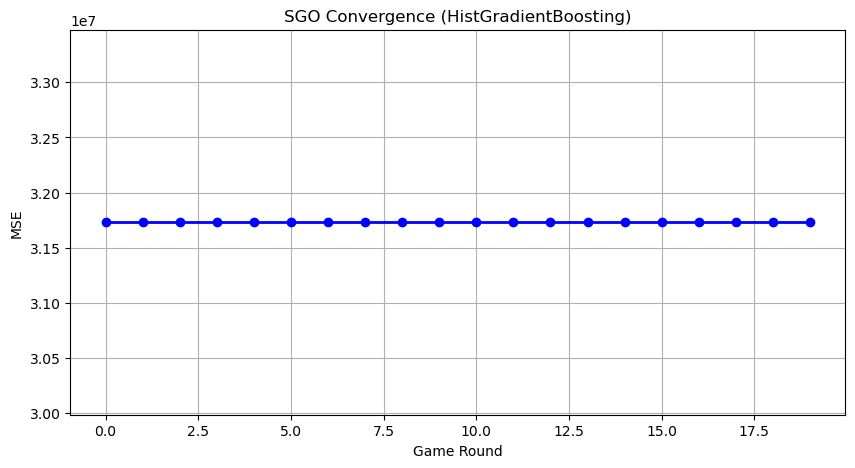 SGO Convergence (HistGradientBoosting)
1e7
3.30
3.25
3.20
3.15
3.10
3.05
3.00
MSE
0.0 2.5 5.0 7.5 10.0 12.5 15.0 17.5
Game Round